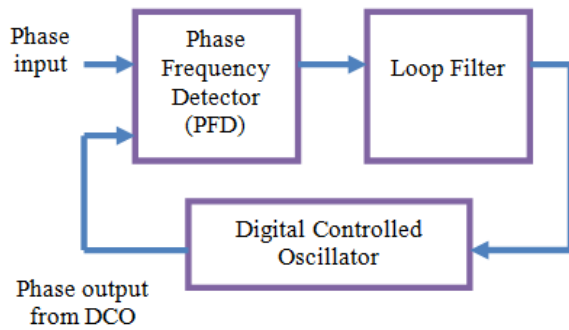 Phase
input
Phase
Frequency
Detector
(PFD)
Loop Filter
Digital Controlled
Oscillator
Phase output
from DCO